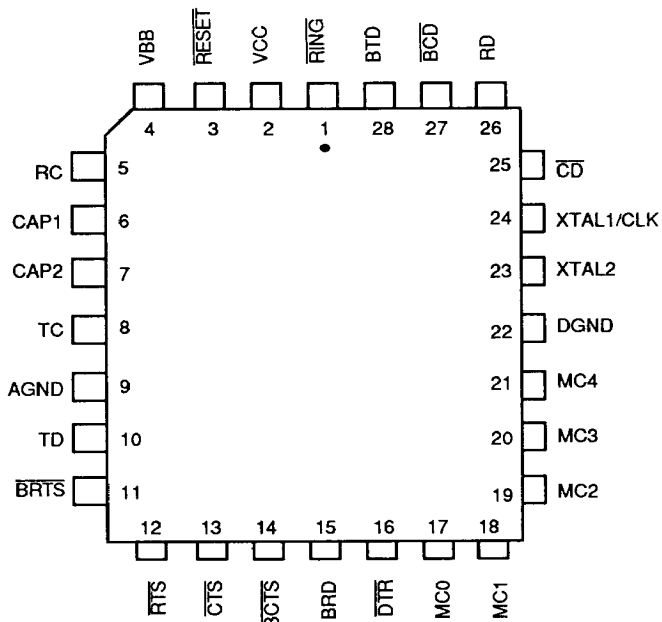 VBB RESET VCC RING BTD BCD RD
4 3 2 1 28 27 26
RC 5 25 CD
CAP1 6 24 XTAL1/CLK
CAP2 7 23 XTAL2
TC 8 22 DGND
AGND 9 21 MC4
TD 10 20 MC3
BRTS 11 19 MC2
12 13 14 15 16 17 18
RTS CTS BCTS BRD DTR MC0 MC1